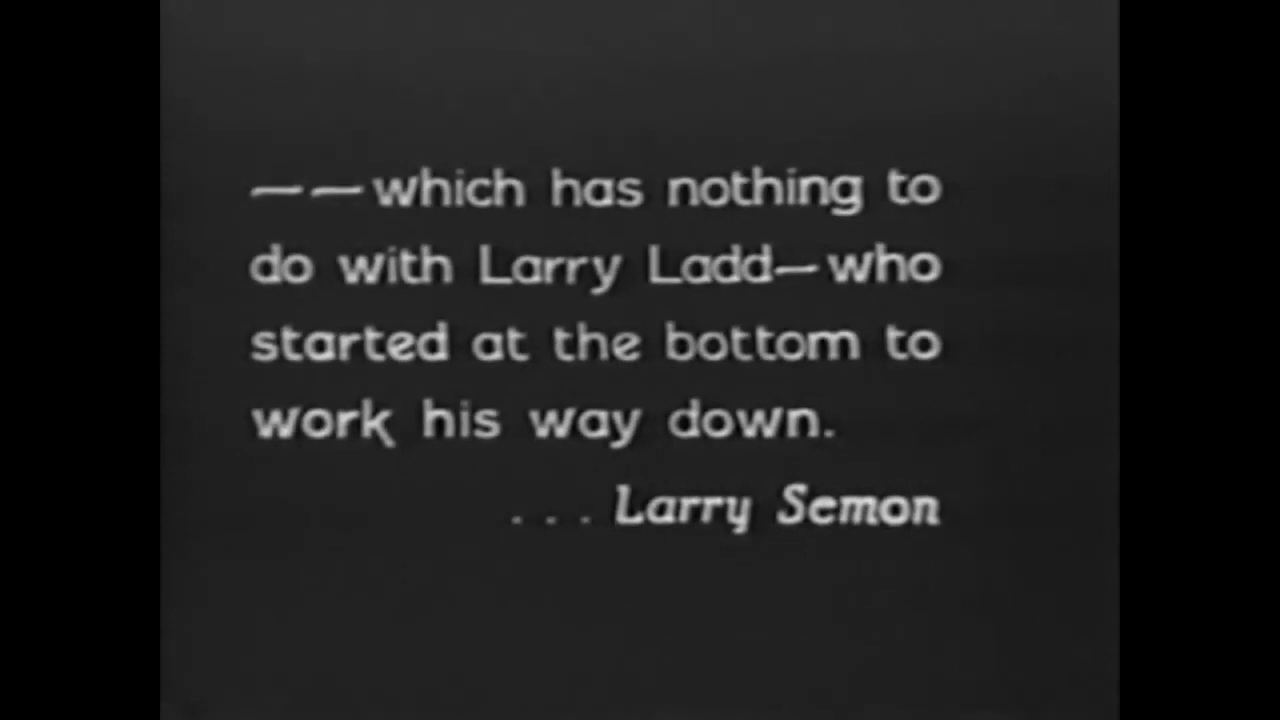 ——which has nothing to
do with Larry Ladd—who
started at the bottom to
work his way down.
. . . Larry Semon